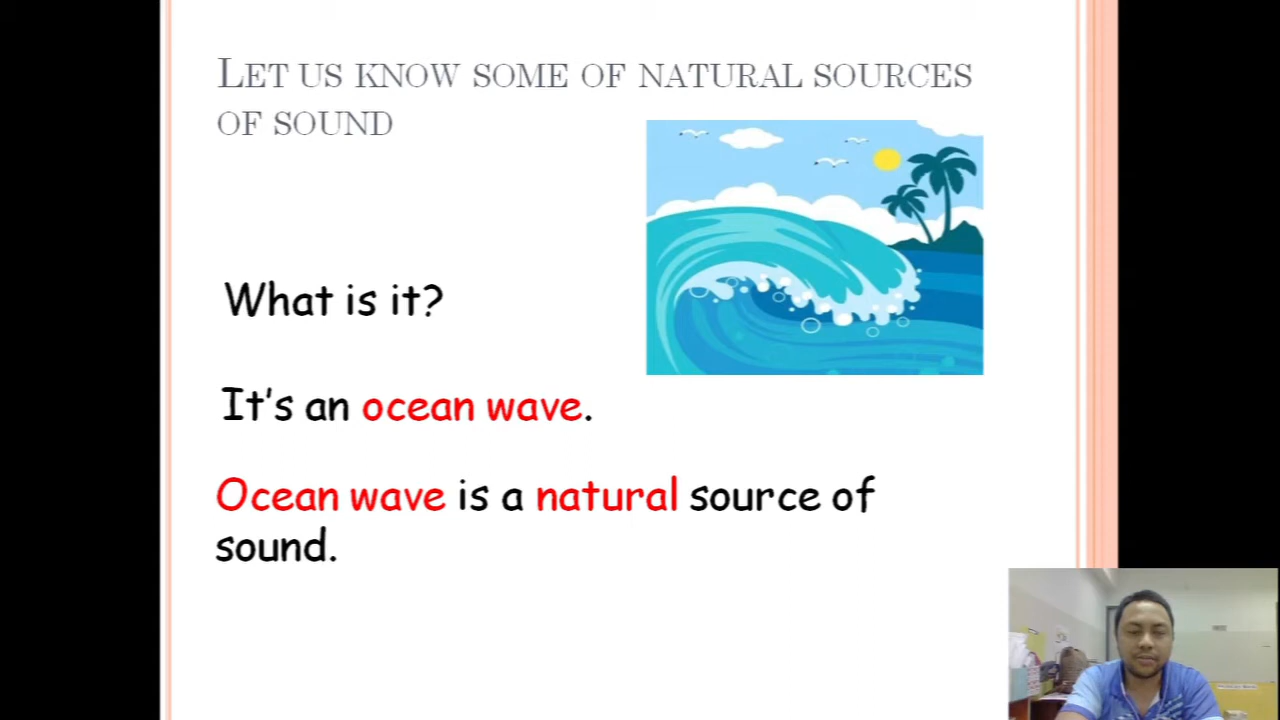 LET US KNOW SOME OF NATURAL SOURCES
OF SOUND
What is it?
It's an ocean wave.
Ocean wave is a natural source of
sound.